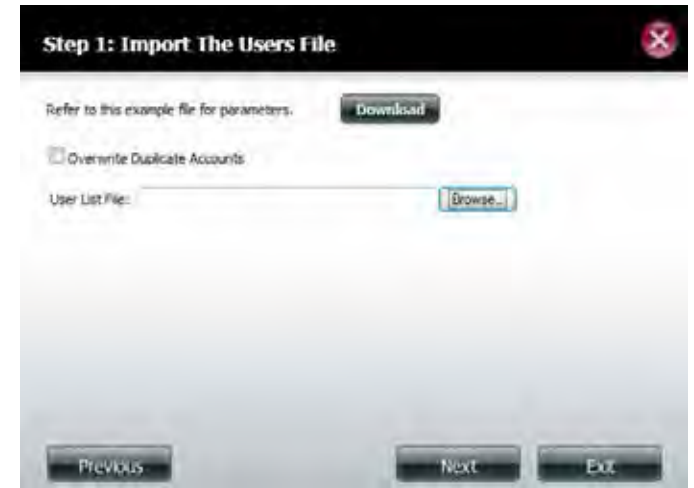 Step 1: Import The Users File
Refer to this example file for parameters. Download
Overwrite Duplicate Accounts
User List File: Browse...
Previous Next Exit